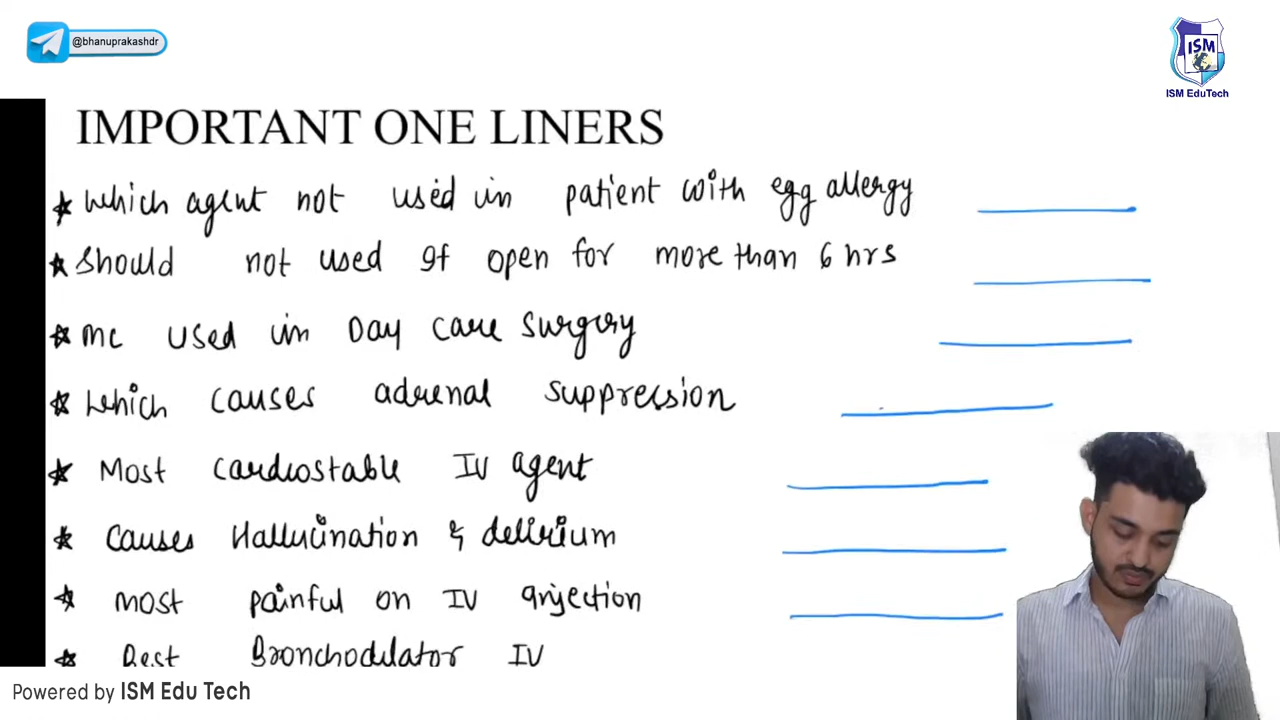 @bhanuprakashdr
ISM
ISM EduTech
IMPORTANT ONE LINERS
which agent not used in patient with egg allergy
should not used If open for more than 6 hrs
mc used in Day care surgery
which causes adrenal suppression
Most cardiostable IV agent
causes Hallucination & delirium
most painful on IV injection
Best Bronchodilator IV
Powered by ISM Edu Tech